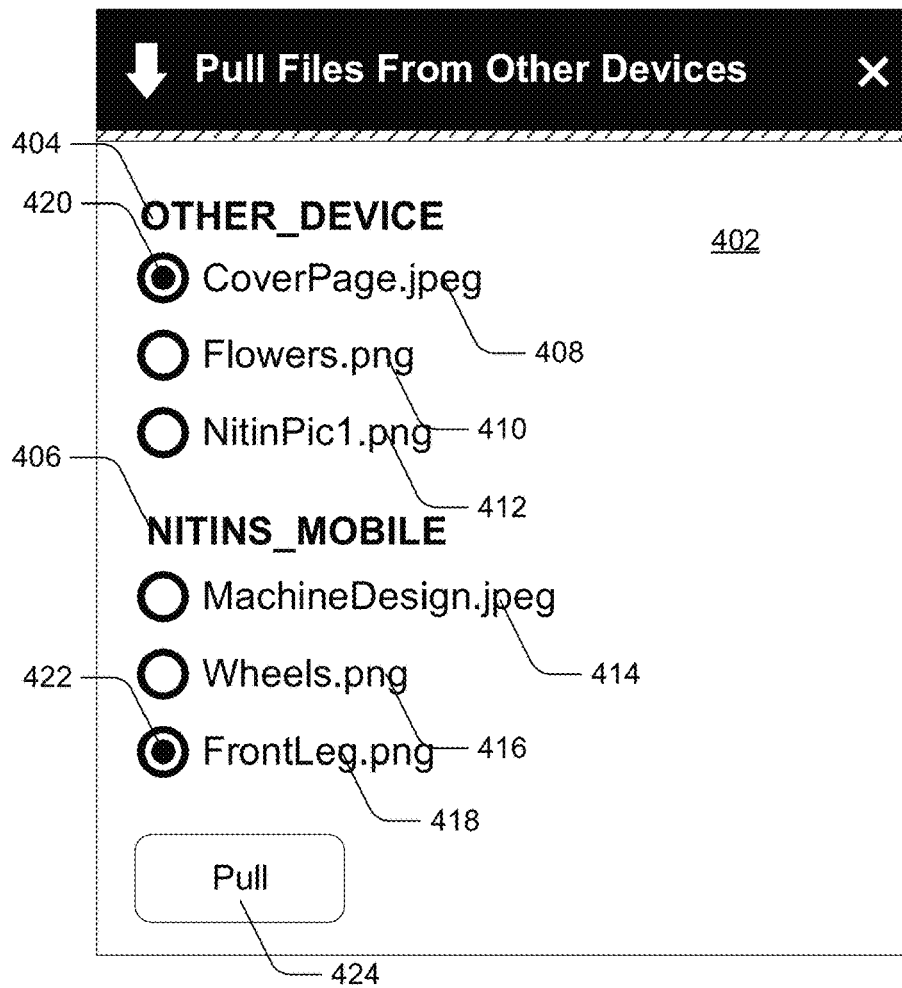 Pull Files From Other Devices
404
420
OTHER_DEVICE
402
CoverPage.jpeg
408
Flowers.png
410
NitinPic1.png
406
412
NITINS_MOBILE
MachineDesign.jpeg
414
422
Wheels.png
416
FrontLeg.png
418
Pull
424